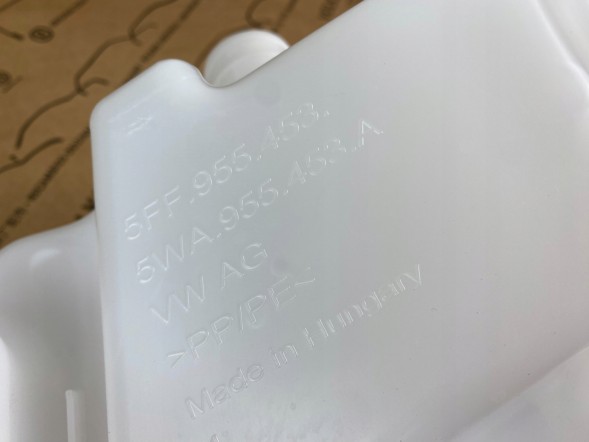 5FF.955.453.
5WA.955.453.A
VW AG
>PP/PE<
Made in Hungary